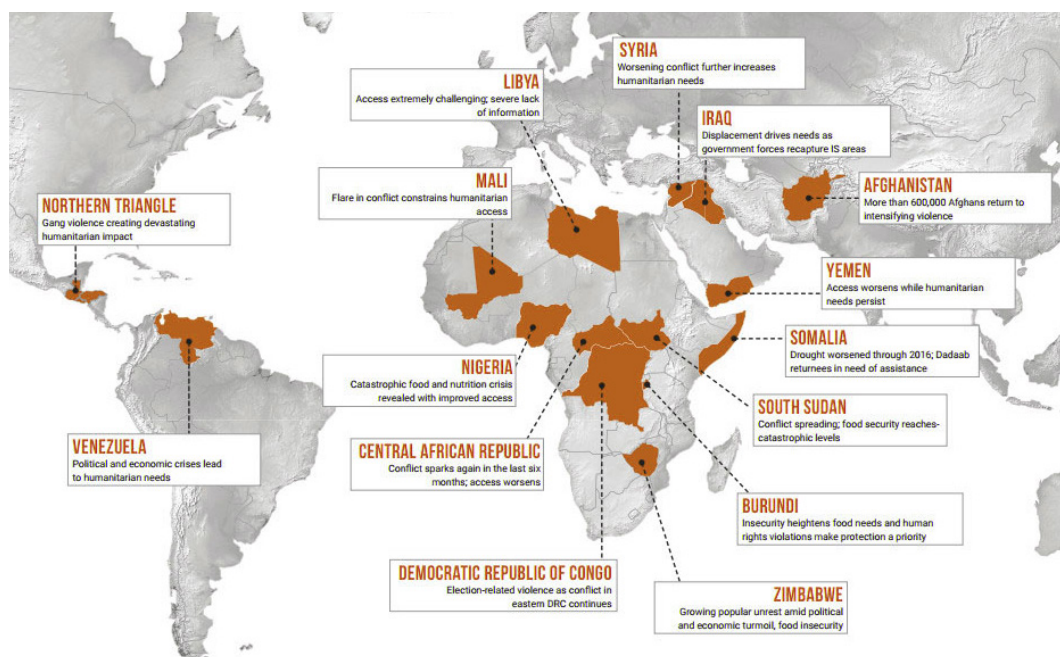 SYRIA
Worsening conflict further increases
humanitarian needs
LIBYA
Access extremely challenging; severe lack
of information
IRAQ
Displacement drives needs as
government forces recapture IS areas
MALI
Flare in conflict constrains humanitarian
access
AFGHANISTAN
More than 600,000 Afghans return to
intensifying violence
NORTHERN TRIANGLE
Gang violence creating devastating
humanitarian impact
YEMEN
Access worsens while humanitarian
needs persist
SOMALIA
Drought worsened through 2016; Dadaab
returnees in need of assistance
NIGERIA
Catastrophic food and nutrition crisis
revealed with improved access
SOUTH SUDAN
Conflict spreading; food security reaches-
catastrophic levels
VENEZUELA
Political and economic crises lead
to humanitarian needs
CENTRAL AFRICAN REPUBLIC
Conflict sparks again in the last six
months; access worsens
BURUNDI
Insecurity heightens food needs and human
rights violations make protection a priority
DEMOCRATIC REPUBLIC OF CONGO
Election-related violence as conflict in
eastern DRC continues
ZIMBABWE
Growing popular unrest amid political
and economic turmoil, food insecurity